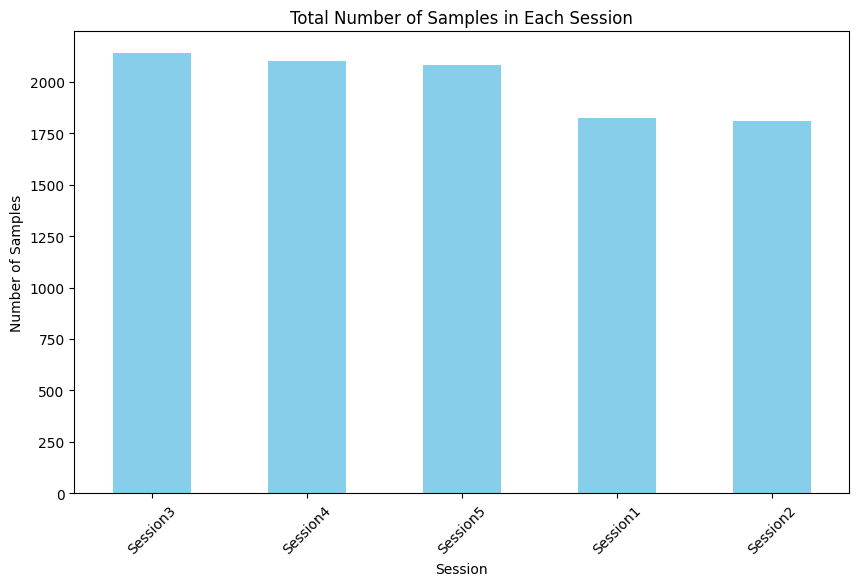 Total Number of Samples in Each Session
Number of Samples
2000
1750
1500
1250
1000
750
500
250
0
Session3
Session4
Session5
Session1
Session2
Session